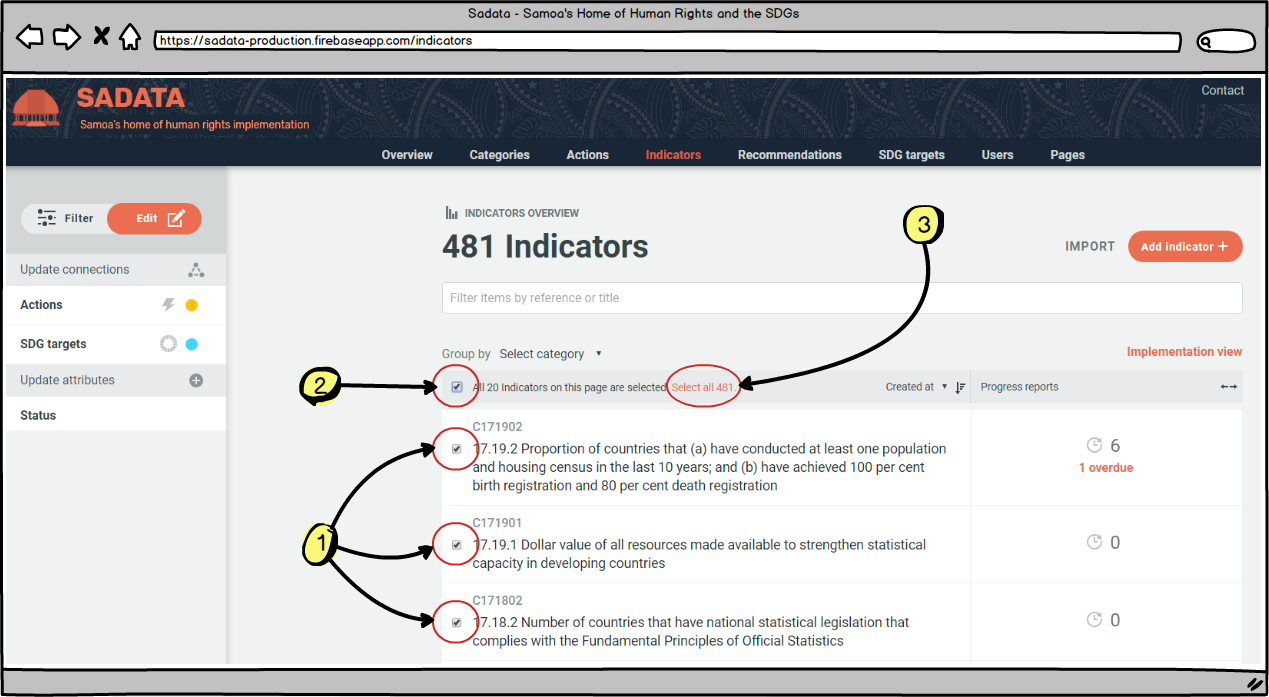 Sadata - Samoa's Home of Human Rights and the SDGs
https://sadata-production.firebaseapp.com/indicators
SADATA
Samoa's home of human rights implementation
Contact
Overview Categories Actions Indicators Recommendations SDG targets Users Pages
Filter Edit
Update connections
Actions
SDG targets
Update attributes
Status
INDICATORS OVERVIEW
481 Indicators
IMPORT Add indicator +
Filter items by reference or title
3
Group by Select category
Implementation view
2
All 20 Indicators on this page are selected. Select all 481.
Created at Progress reports
C171902
17.19.2 Proportion of countries that (a) have conducted at least one population
and housing census in the last 10 years; and (b) have achieved 100 per cent
birth registration and 80 per cent death registration
6
1 overdue
1
C171901
17.19.1 Dollar value of all resources made available to strengthen statistical
capacity in developing countries
0
C171802
17.18.2 Number of countries that have national statistical legislation that
complies with the Fundamental Principles of Official Statistics
0